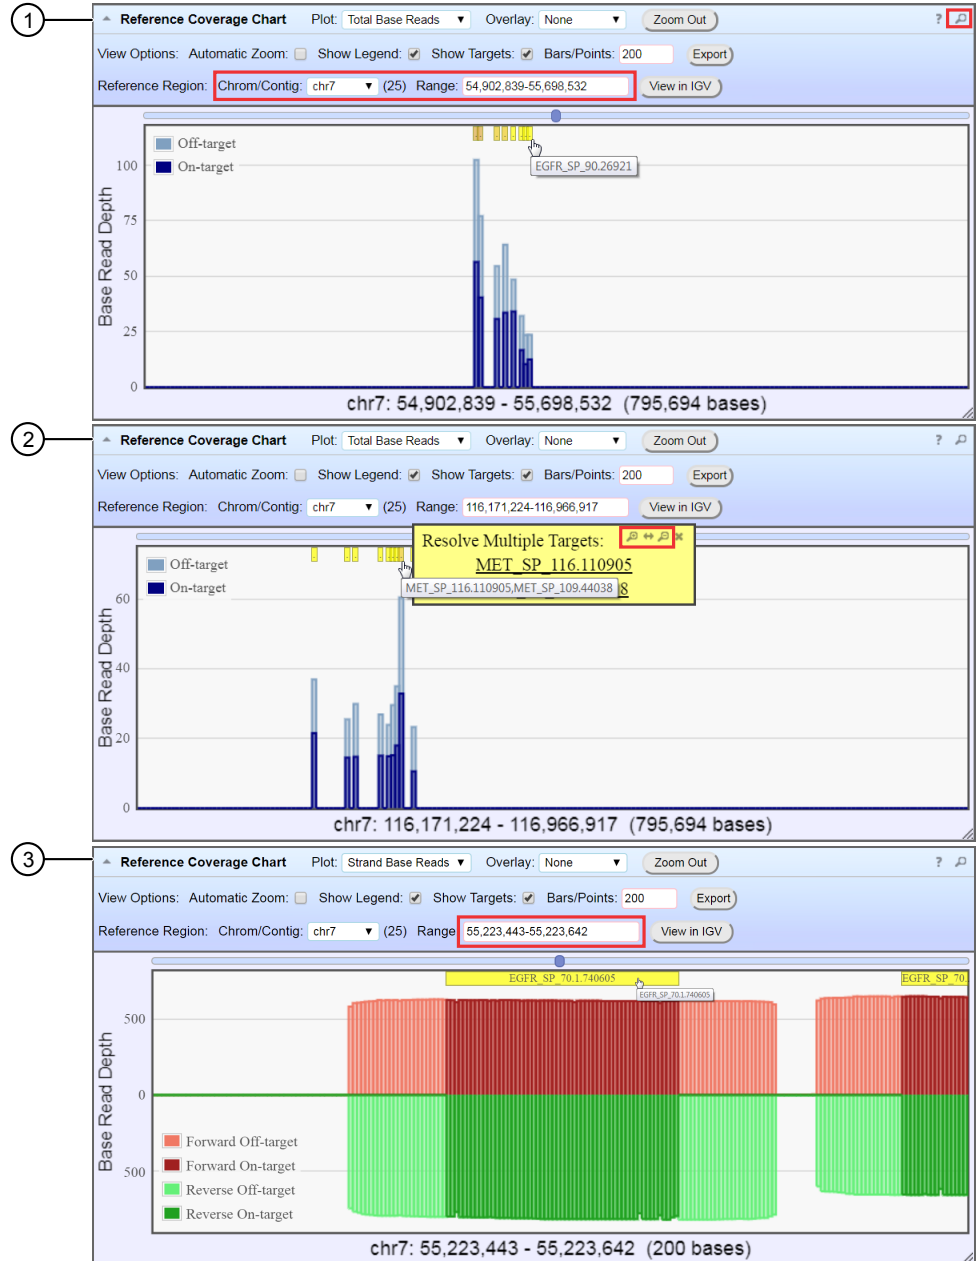 1
Reference Coverage Chart Plot: Total Base Reads Overlay: None Zoom Out ?
View Options: Automatic Zoom: Show Legend: Show Targets: Bars/Points: 200 Export
Reference Region: Chrom/Contig: chr7 (25) Range: 54,902,839-55,698,532 View in IGV
Off-target
On-target
EGFR_SP_90.26921
100
75
50
25
0
Base Read Depth
chr7: 54,902,839 - 55,698,532 (795,694 bases)
2
Reference Coverage Chart Plot: Total Base Reads Overlay: None Zoom Out ?
View Options: Automatic Zoom: Show Legend: Show Targets: Bars/Points: 200 Export
Reference Region: Chrom/Contig: chr7 (25) Range: 116,171,224-116,966,917 View in IGV
Resolve Multiple Targets:
MET_SP_116.110905
8
MET_SP_116.110905,MET_SP_109.44038
Off-target
On-target
60
40
20
0
Base Read Depth
chr7: 116,171,224 - 116,966,917 (795,694 bases)
3
Reference Coverage Chart Plot: Strand Base Reads Overlay: None Zoom Out ?
View Options: Automatic Zoom: Show Legend: Show Targets: Bars/Points: 200 Export
Reference Region: Chrom/Contig: chr7 (25) Range 55,223,443-55,223,642 View in IGV
EGFR_SP_70.1.740605 EGFR_SP_70.
EGFR_SP_70.1.740605
500
0
500
Base Read Depth
Forward Off-target
Forward On-target
Reverse Off-target
Reverse On-target
chr7: 55,223,443 - 55,223,642 (200 bases)